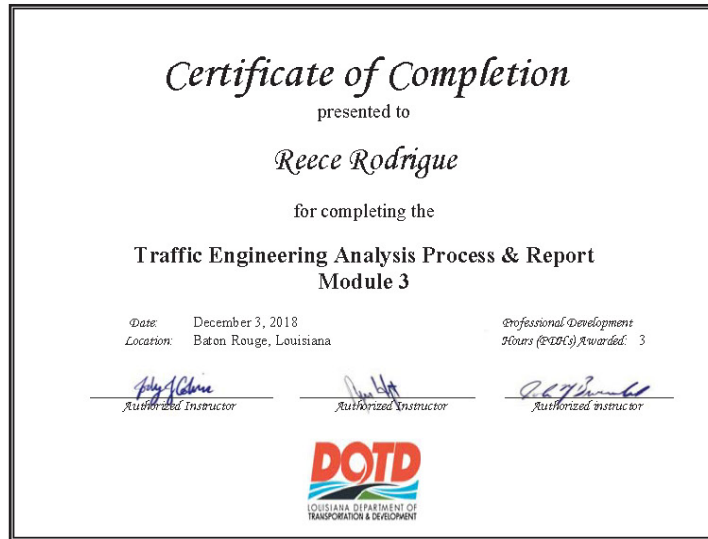 Certificate of Completion
presented to
Reece Rodrigue
for completing the
Traffic Engineering Analysis Process & Report
Module 3
Date: December 3, 2018
Location: Baton Rouge, Louisiana
Professional Development
Hours (PDH's) Awarded: 3
Authorized Instructor
Authorized Instructor
Authorized instructor
DOTD
LOUISIANA DEPARTMENT OF
TRANSPORTATION & DEVELOPMENT